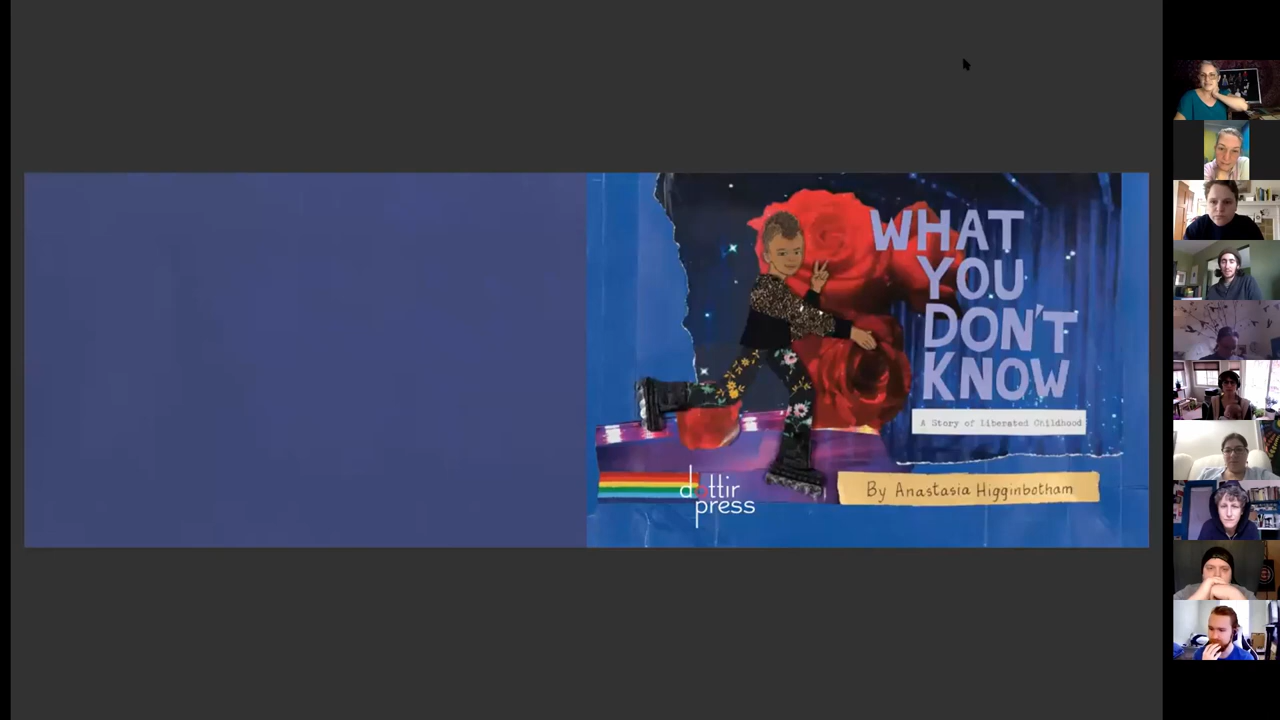 WHAT
YOU
DON'T
KNOW
A Story of Liberated Childhood
By Anastasia Higginbotham
dottir
press